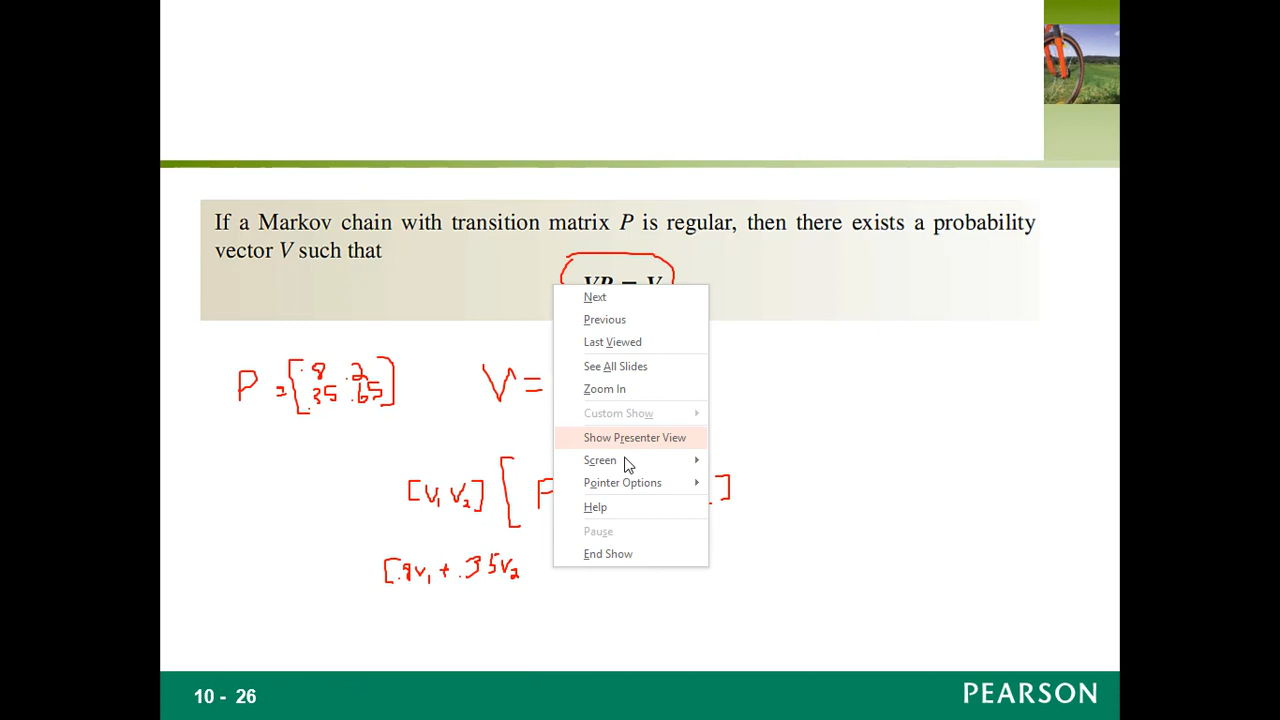 If a Markov chain with transition matrix P is regular, then there exists a probability
vector V such that
VP = V
Next
Previous
Last Viewed
See All Slides
Zoom In
Custom Show
Show Presenter View
Screen
Pointer Options
Help
Pause
End Show
P = [.8 .2
.35 .65]
V =
[V₁ V₂] [ P ]
[.8V₁ + .35V₂
10 - 26
PEARSON